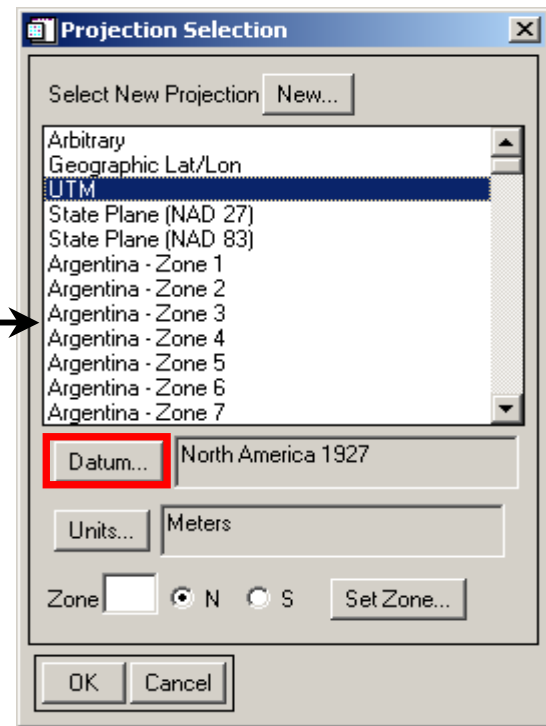 Projection Selection
Select New Projection New...
Arbitrary
Geographic Lat/Lon
UTM
State Plane (NAD 27)
State Plane (NAD 83)
Argentina - Zone 1
Argentina - Zone 2
Argentina - Zone 3
Argentina - Zone 4
Argentina - Zone 5
Argentina - Zone 6
Argentina - Zone 7
Datum... North America 1927
Units... Meters
Zone N S Set Zone...
OK Cancel